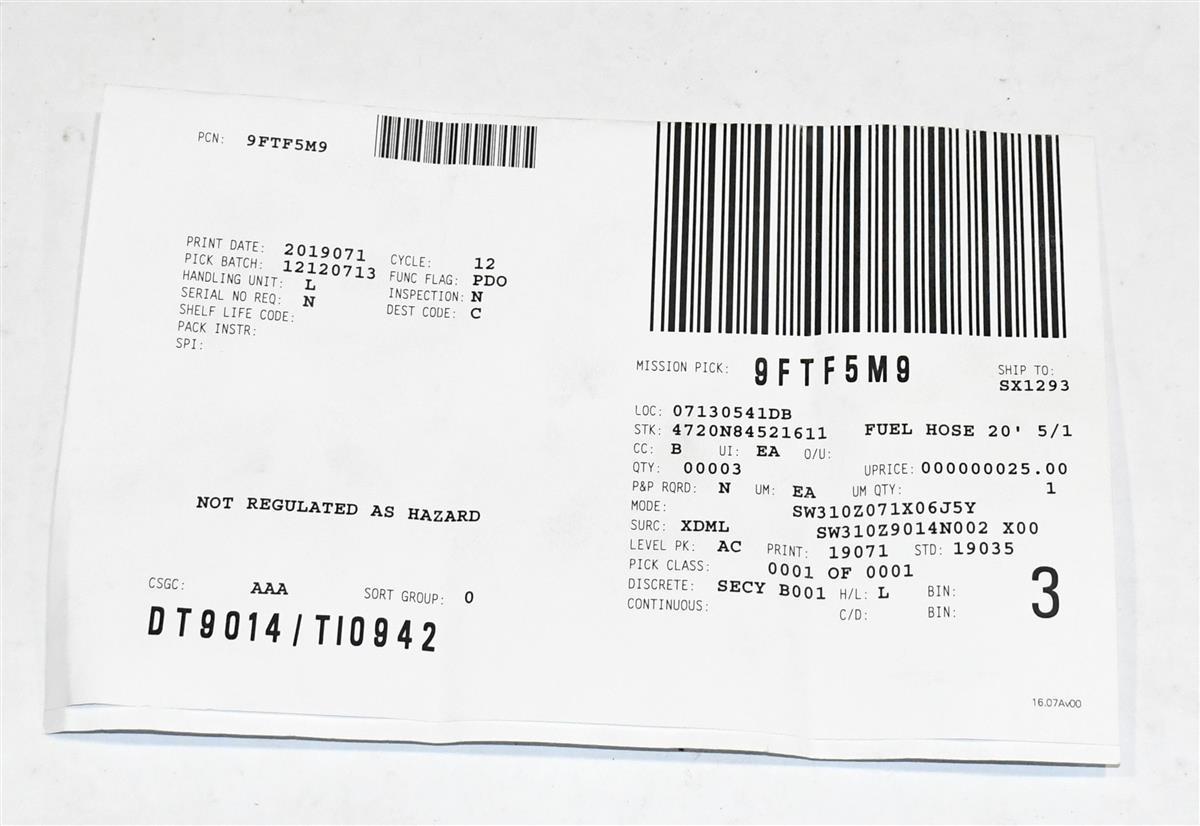 PCN: 9FTF5M9
PRINT DATE: 2019071 CYCLE: 12
PICK BATCH: 12120713 FUNC FLAG: PDO
HANDLING UNIT: L INSPECTION: N
SERIAL NO REQ: N DEST CODE: C
SHELF LIFE CODE:
PACK INSTR:
SPI:
NOT REGULATED AS HAZARD
CSGC: AAA SORT GROUP: 0
DT9014/TI0942
MISSION PICK: 9FTF5M9 SHIP TO:
SX1293
LOC: 07130541DB
STK: 4720N84521611 FUEL HOSE 20' 5/1
CC: B UI: EA O/U:
QTY: 00003 UPRICE: 000000025.00
P&P RQRD: N UM: EA UM QTY: 1
MODE: SW310Z071X06J5Y
SURC: XDML SW310Z9014N002 X00
LEVEL PK: AC PRINT: 19071 STD: 19035
PICK CLASS: 0001 OF 0001
DISCRETE: SECY B001 H/L: L BIN:
CONTINUOUS: C/D: BIN:
3
16.07Av00